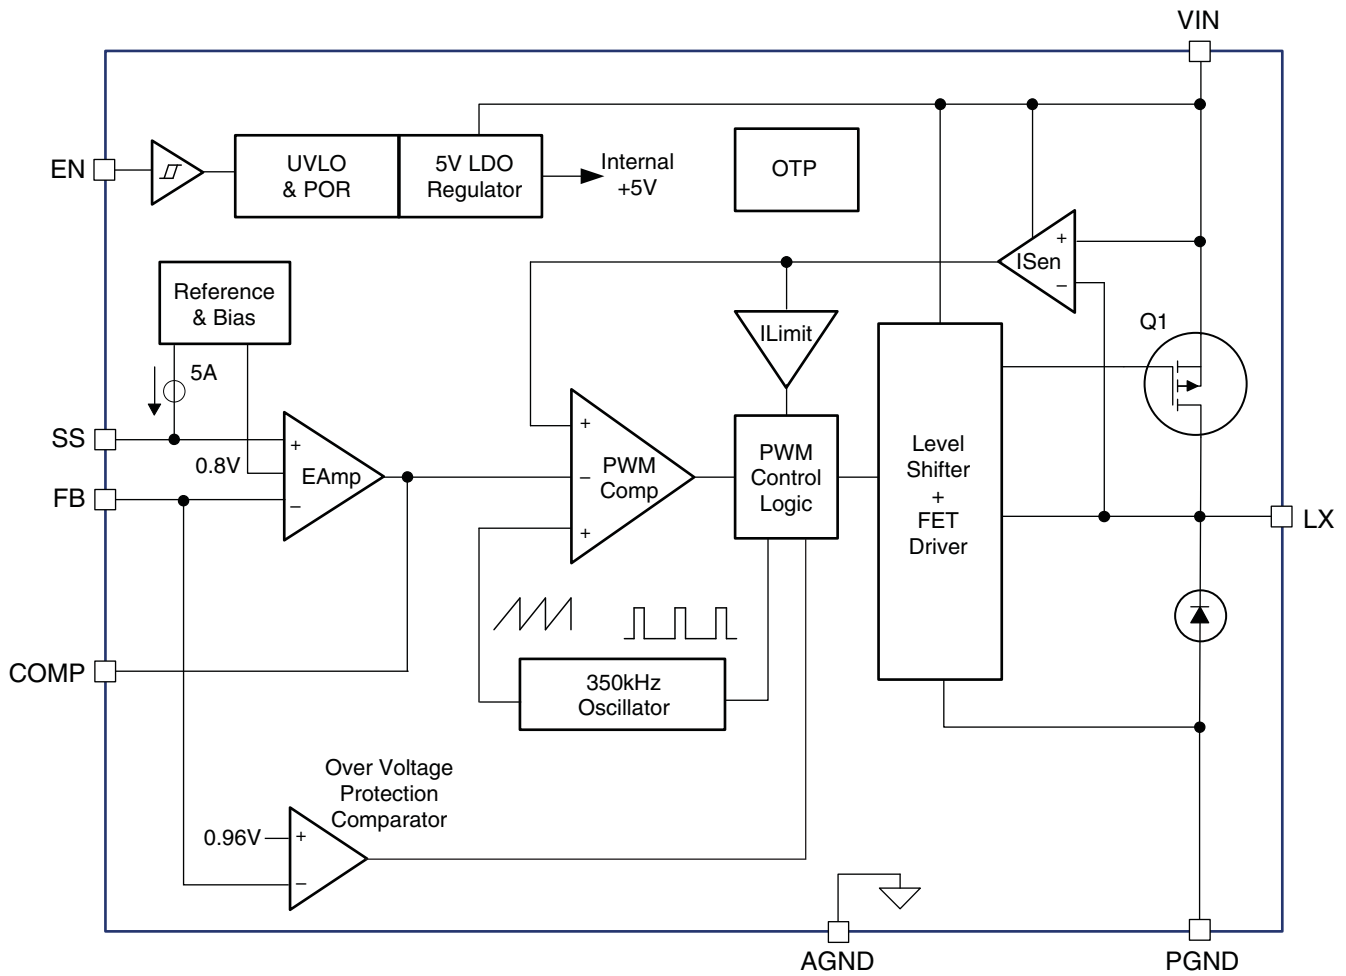 VIN
EN
UVLO
& POR
5V LDO
Regulator
Internal
+5V
OTP
+
ISen
−
Reference
& Bias
Q1
ILimit
5A
SS
+
0.8V
EAmp
FB
−
+
PWM
Comp
−
+
PWM
Control
Logic
Level
Shifter
+
FET
Driver
LX
COMP
350kHz
Oscillator
Over Voltage
Protection
Comparator
0.96V
+
−
AGND
PGND